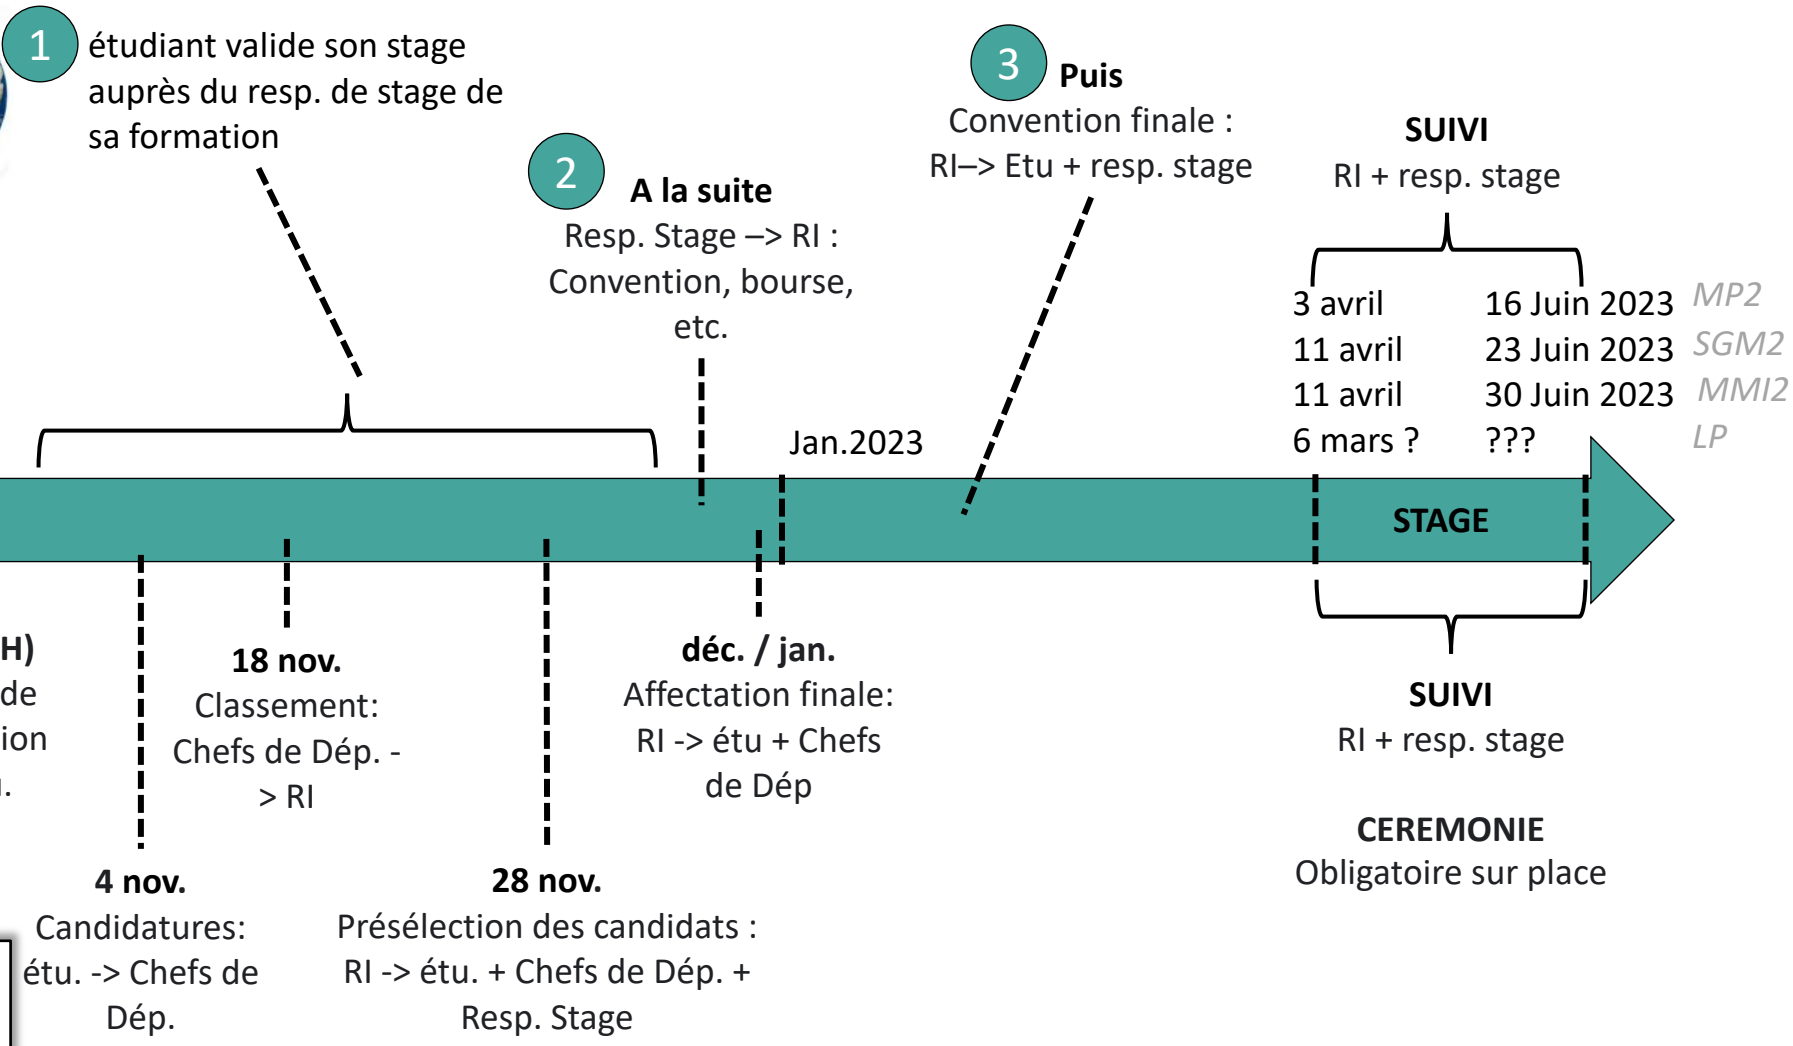 1
étudiant valide son stage
auprès du resp. de stage de
sa formation
2
A la suite
Resp. Stage –> RI :
Convention, bourse,
etc.
3
Puis
Convention finale :
RI–> Etu + resp. stage
SUIVI
RI + resp. stage
3 avril 16 Juin 2023 MP2
11 avril 23 Juin 2023 SGM2
11 avril 30 Juin 2023 MMI2
6 mars ? ??? LP
Jan.2023
STAGE
H)
de
ion
4 nov.
Candidatures:
étu. -> Chefs de
Dép.
18 nov.
Classement:
Chefs de Dép. -
> RI
28 nov.
Présélection des candidats :
RI -> étu. + Chefs de Dép. +
Resp. Stage
déc. / jan.
Affectation finale:
RI -> étu + Chefs
de Dép
SUIVI
RI + resp. stage
CEREMONIE
Obligatoire sur place